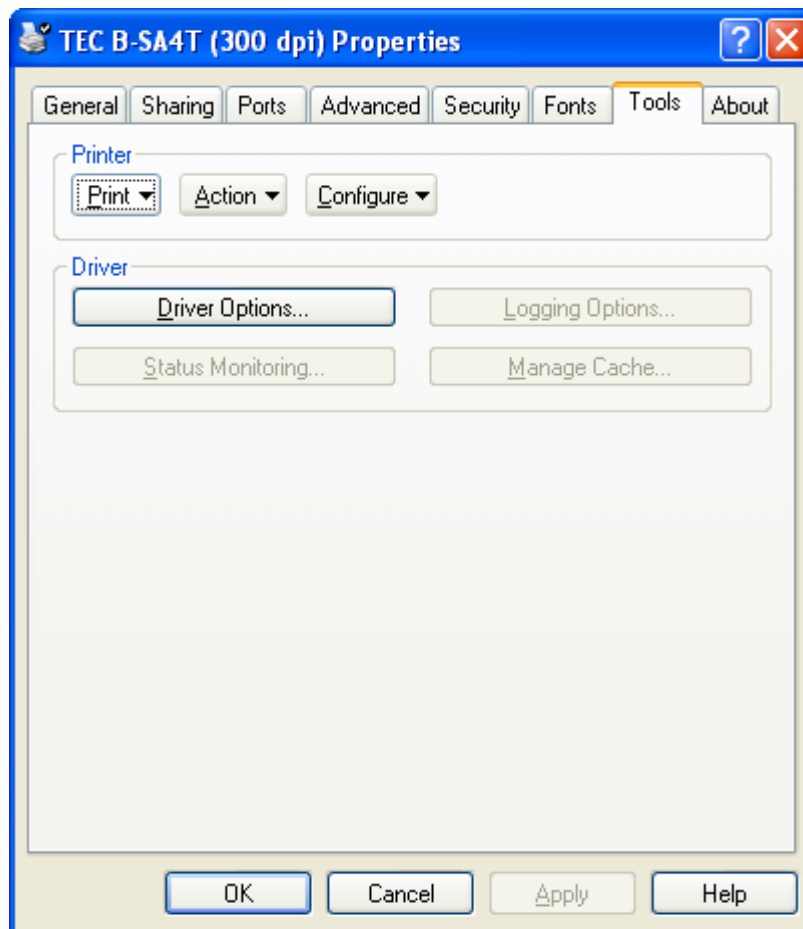 TEC B-SA4T (300 dpi) Properties
General Sharing Ports Advanced Security Fonts Tools About
Printer
Print Action Configure
Driver
Driver Options... Logging Options...
Status Monitoring... Manage Cache...
OK Cancel Apply Help